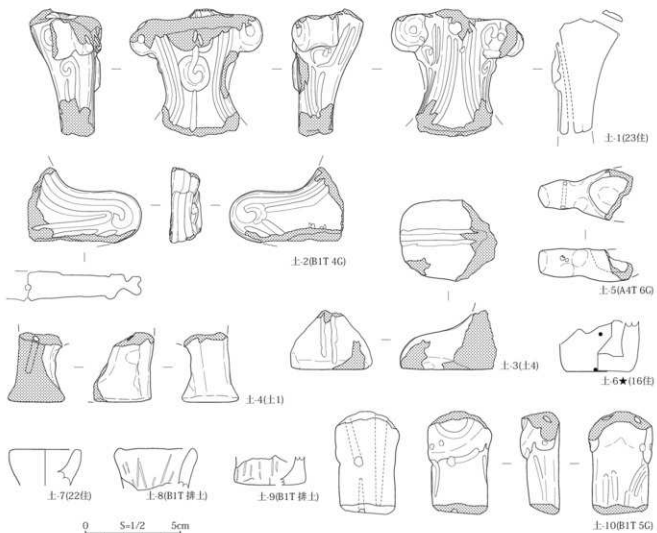 土-1(23住)
土-2(B1T 4G)
土-5(A4T 6G)
土-3(土4)
土-6★(16住)
土-4(土1)
土-7(22住)
土-8(B1T 排土)
土-9(B1T 排土)
土-10(B1T 5G)
0 S=1/2 5cm